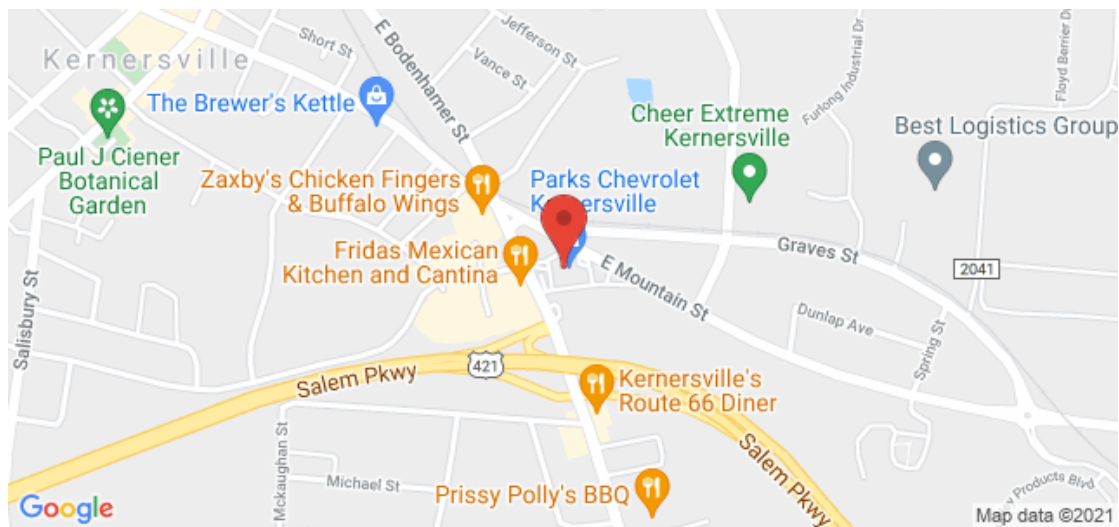 Kernersville
Short St
E Bodenhamer St
Jefferson St
Vance St
Furlong Industrial Dr
Floyd Berrier Dr
The Brewer's Kettle
Cheer Extreme
Kernersville
Best Logistics Group
Paul J Ciener
Botanical
Garden
Zaxby's Chicken Fingers
& Buffalo Wings
Parks Chevrolet
Kernersville
Fridas Mexican
Kitchen and Cantina
Graves St
2041
E Mountain St
Salisbury St
Dunlap Ave
Spring St
421
Salem Pkwy
Kernersville's
Route 66 Diner
Salem Pkwy
Mckaughan St
Michael St
Prissy Polly's BBQ
Products Blvd
Google
Map data ©2021